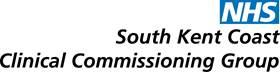 NHS
South Kent Coast
Clinical Commissioning Group